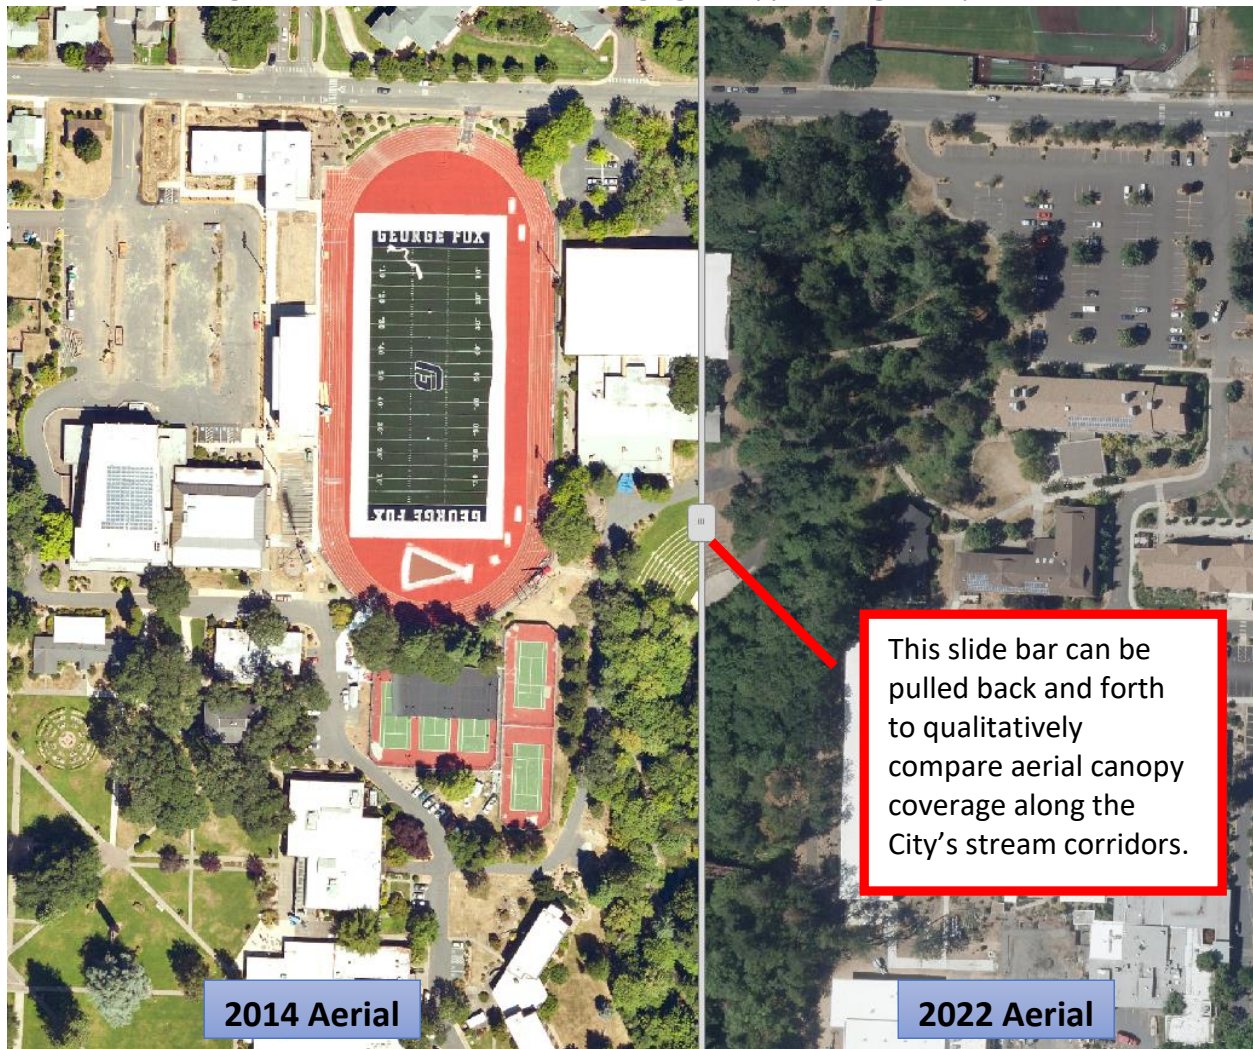 GEORGE FOX
GEORGE FOX
This slide bar can be
pulled back and forth
to qualitatively
compare aerial canopy
coverage along the
City’s stream corridors.
2014 Aerial
2022 Aerial